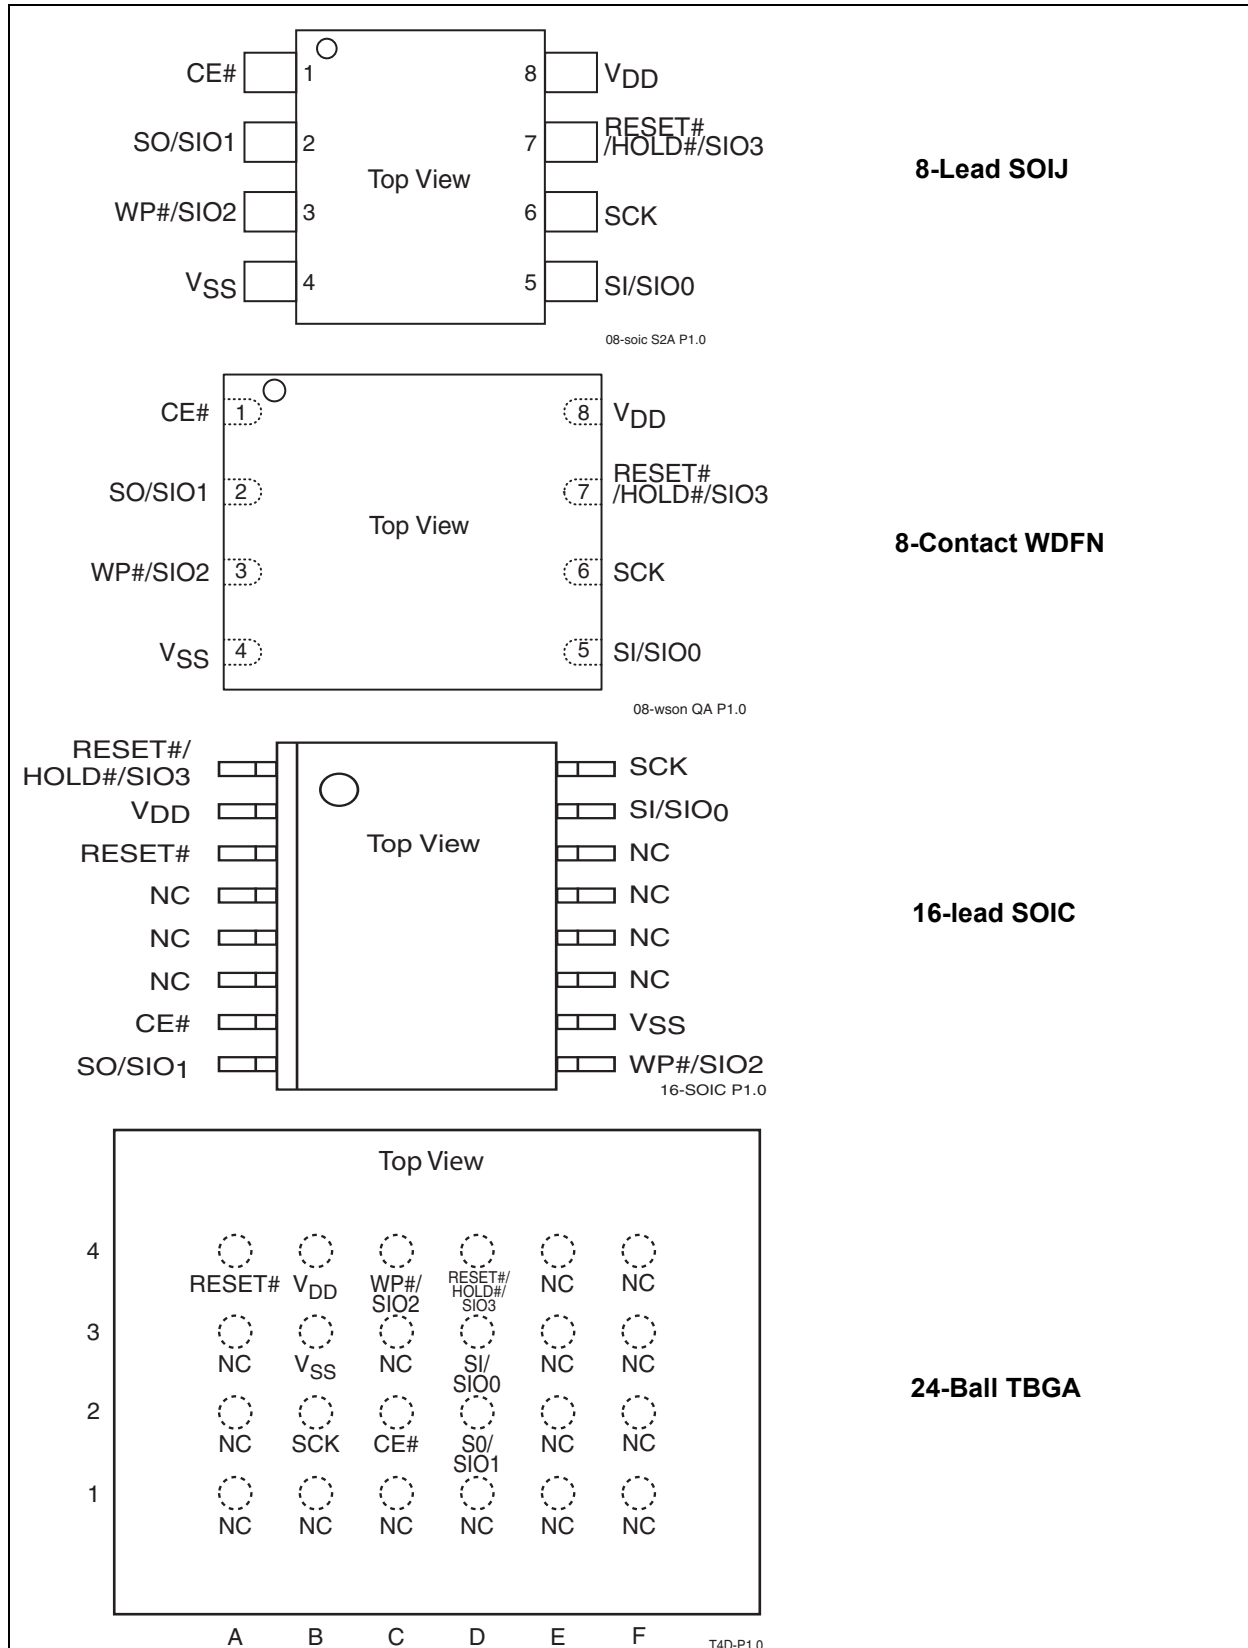 CE# 1 8 VDD
SO/SIO1 2 7 RESET#
/HOLD#/SIO3
Top View
8-Lead SOIJ
WP#/SIO2 3 6 SCK
VSS 4 5 SI/SIO0
08-soic S2A P1.0
CE# 1 8 VDD
SO/SIO1 2 7 RESET#
/HOLD#/SIO3
Top View
8-Contact WDFN
WP#/SIO2 3 6 SCK
VSS 4 5 SI/SIO0
08-wson QA P1.0
RESET#/
HOLD#/SIO3 SCK
VDD SI/SIO0
Top View
RESET# NC
NC NC
16-lead SOIC
NC NC
NC NC
CE# VSS
SO/SIO1 WP#/SIO2
16-SOIC P1.0
Top View
4
RESET# VDD WP#/
SIO2 RESET#/
HOLD#/
SIO3 NC NC
3
NC VSS NC SI/
SIO0 NC NC
24-Ball TBGA
2
NC SCK CE# S0/
SIO1 NC NC
1
NC NC NC NC NC NC
A B C D E F
T4D-P1.0